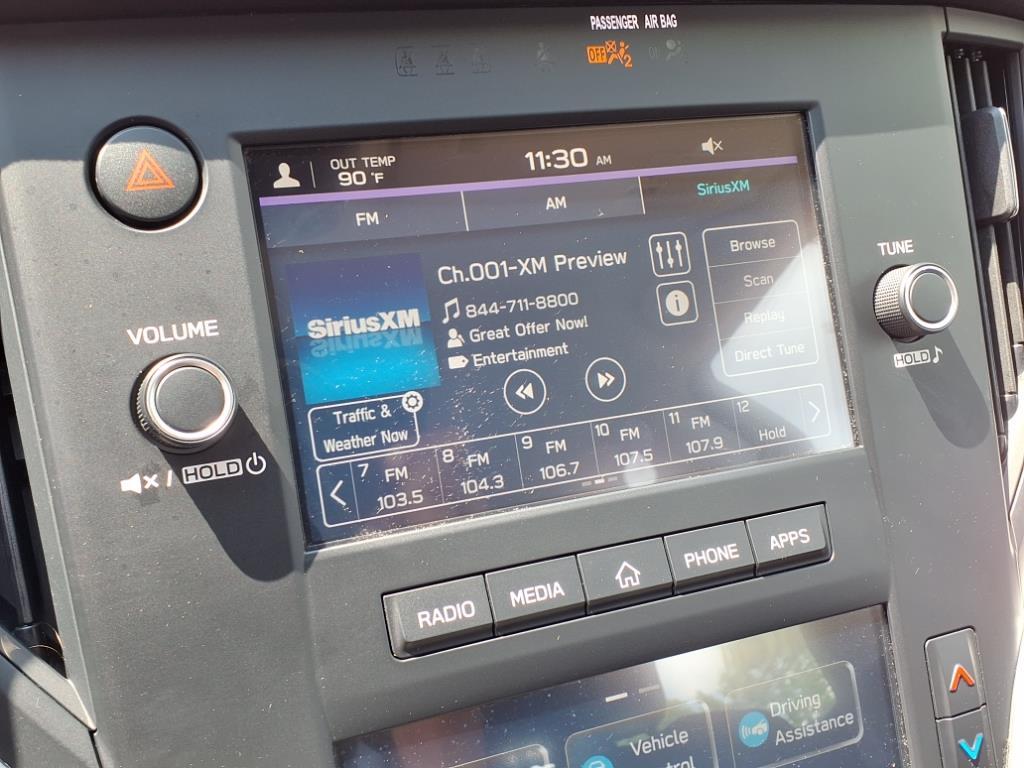 PASSENGER AIR BAG
OFF 2
OUT TEMP
90 °F
11:30 AM
FM
AM
SiriusXM
SiriusXM
Ch.001-XM Preview
844-711-8800
Great Offer Now!
Entertainment
Browse
Scan
Replay
Direct Tune
Traffic &
Weather Now
7 FM
103.5
8 FM
104.3
9 FM
106.7
10 FM
107.5
11 FM
107.9
12
Hold
VOLUME
/ HOLD
TUNE
HOLD
RADIO
MEDIA
PHONE
APPS
Vehicle
Driving
Assistance